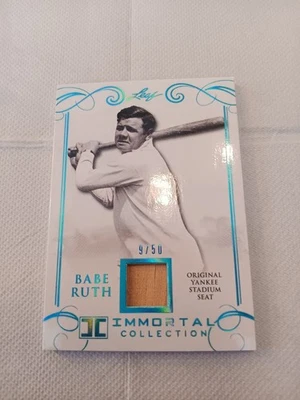 Leaf
9/50
BABE
RUTH
ORIGINAL
YANKEE
STADIUM
SEAT
IMMORTAL
COLLECTION